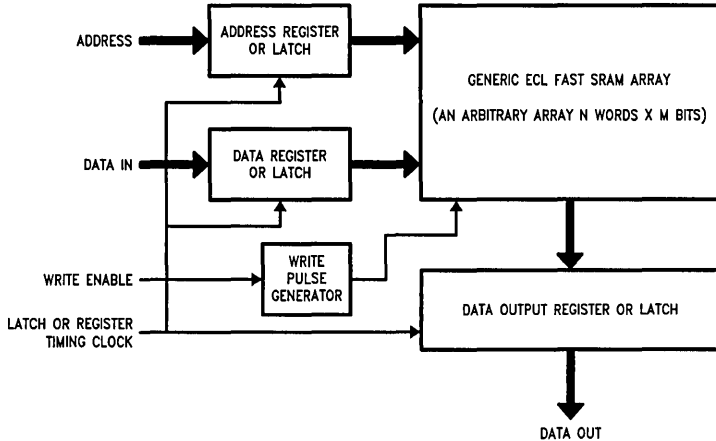 ADDRESS
ADDRESS REGISTER
OR LATCH
GENERIC ECL FAST SRAM ARRAY
(AN ARBITRARY ARRAY N WORDS X M BITS)
DATA IN
DATA REGISTER
OR LATCH
WRITE ENABLE
WRITE
PULSE
GENERATOR
LATCH OR REGISTER
TIMING CLOCK
DATA OUTPUT REGISTER OR LATCH
DATA OUT